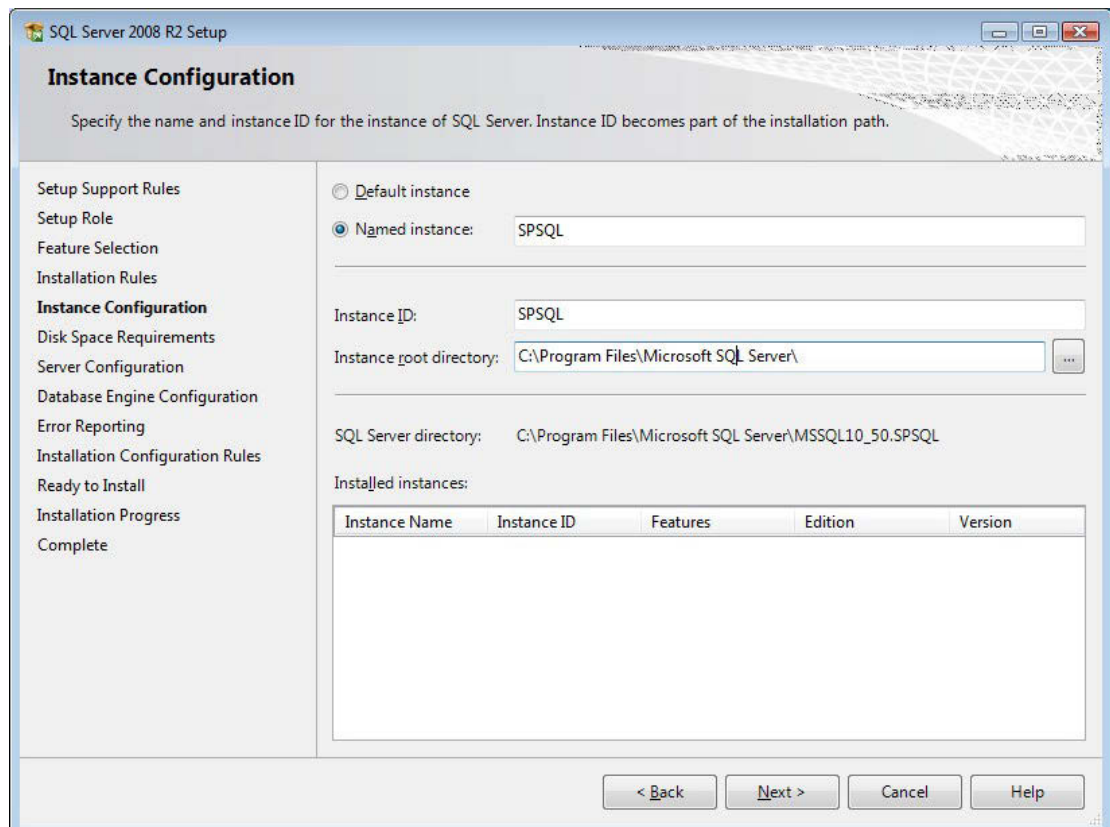 SQL Server 2008 R2 Setup
Instance Configuration
Specify the name and instance ID for the instance of SQL Server. Instance ID becomes part of the installation path.
Setup Support Rules
Setup Role
Feature Selection
Installation Rules
Instance Configuration
Disk Space Requirements
Server Configuration
Database Engine Configuration
Error Reporting
Installation Configuration Rules
Ready to Install
Installation Progress
Complete
Default instance
Named instance: SPSQL
Instance ID: SPSQL
Instance root directory: C:\Program Files\Microsoft SQL Server\ ...
SQL Server directory: C:\Program Files\Microsoft SQL Server\MSSQL10_50.SPSQL
Installed instances:
Instance Name Instance ID Features Edition Version
< Back Next > Cancel Help